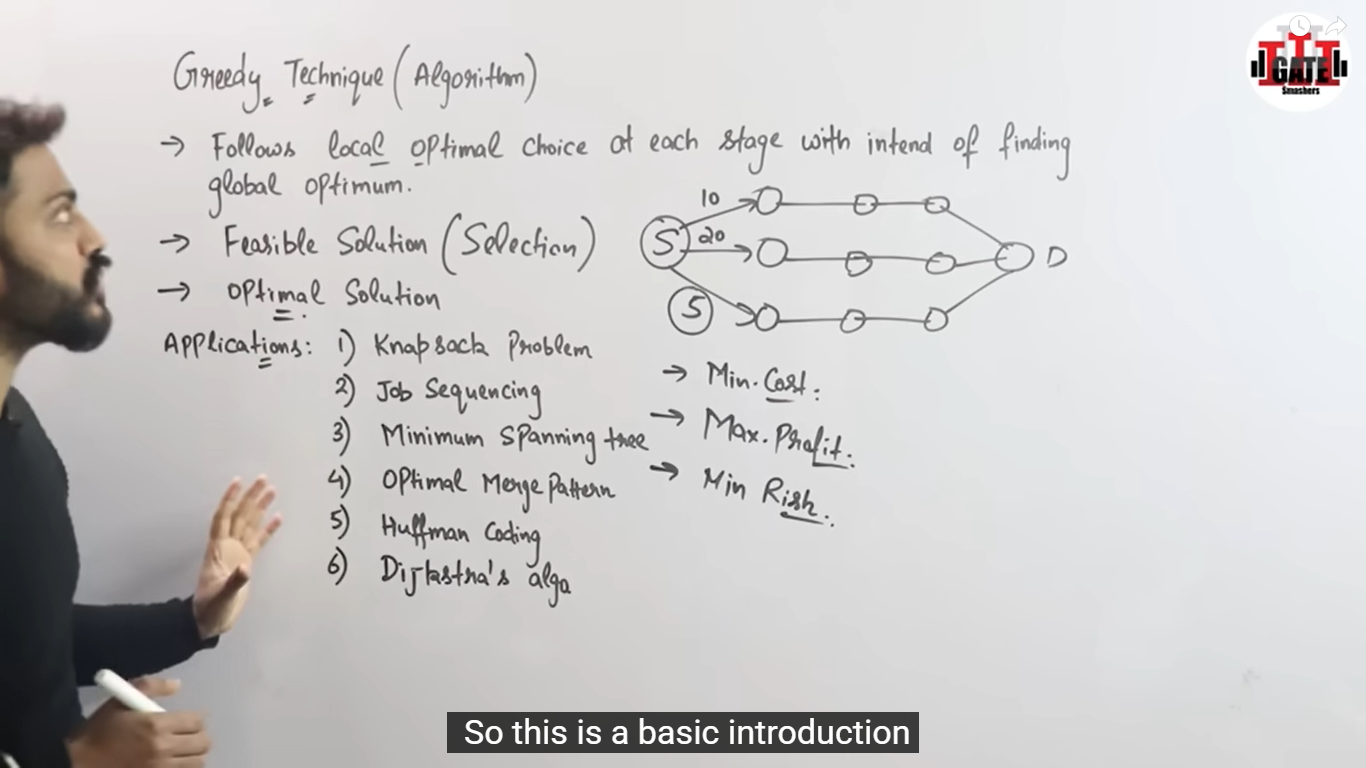 Greedy Technique (Algorithm)
→ Follows local optimal choice at each stage with intend of finding
global optimum.
→ Feasible Solution (Selection)
→ Optimal Solution
Applications: 1) Knapsack Problem
2) Job Sequencing
3) Minimum Spanning tree
4) Optimal Merge Pattern
5) Huffman Coding
6) Dijkstra's algo
S
10
20
5
D
→ Min. Cost.
→ Max. Profit.
→ Min Risk.
GATE
Smashers
So this is a basic introduction